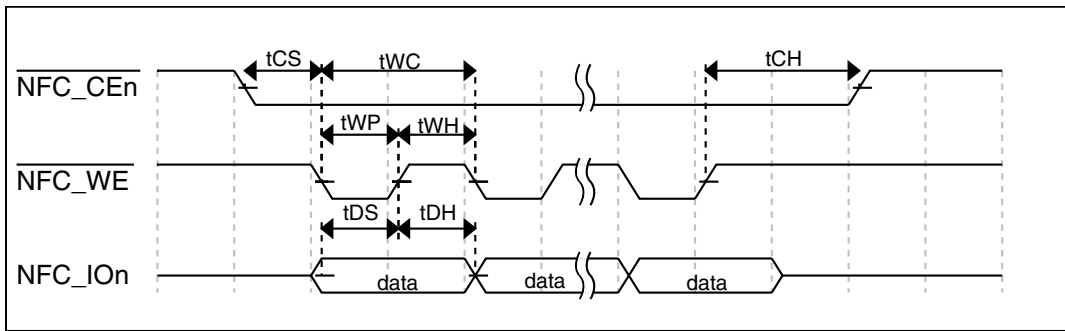 tCS tWC tCH
NFC_CEn
tWP tWH
NFC_WE
tDS tDH
NFC_IOn
data data data